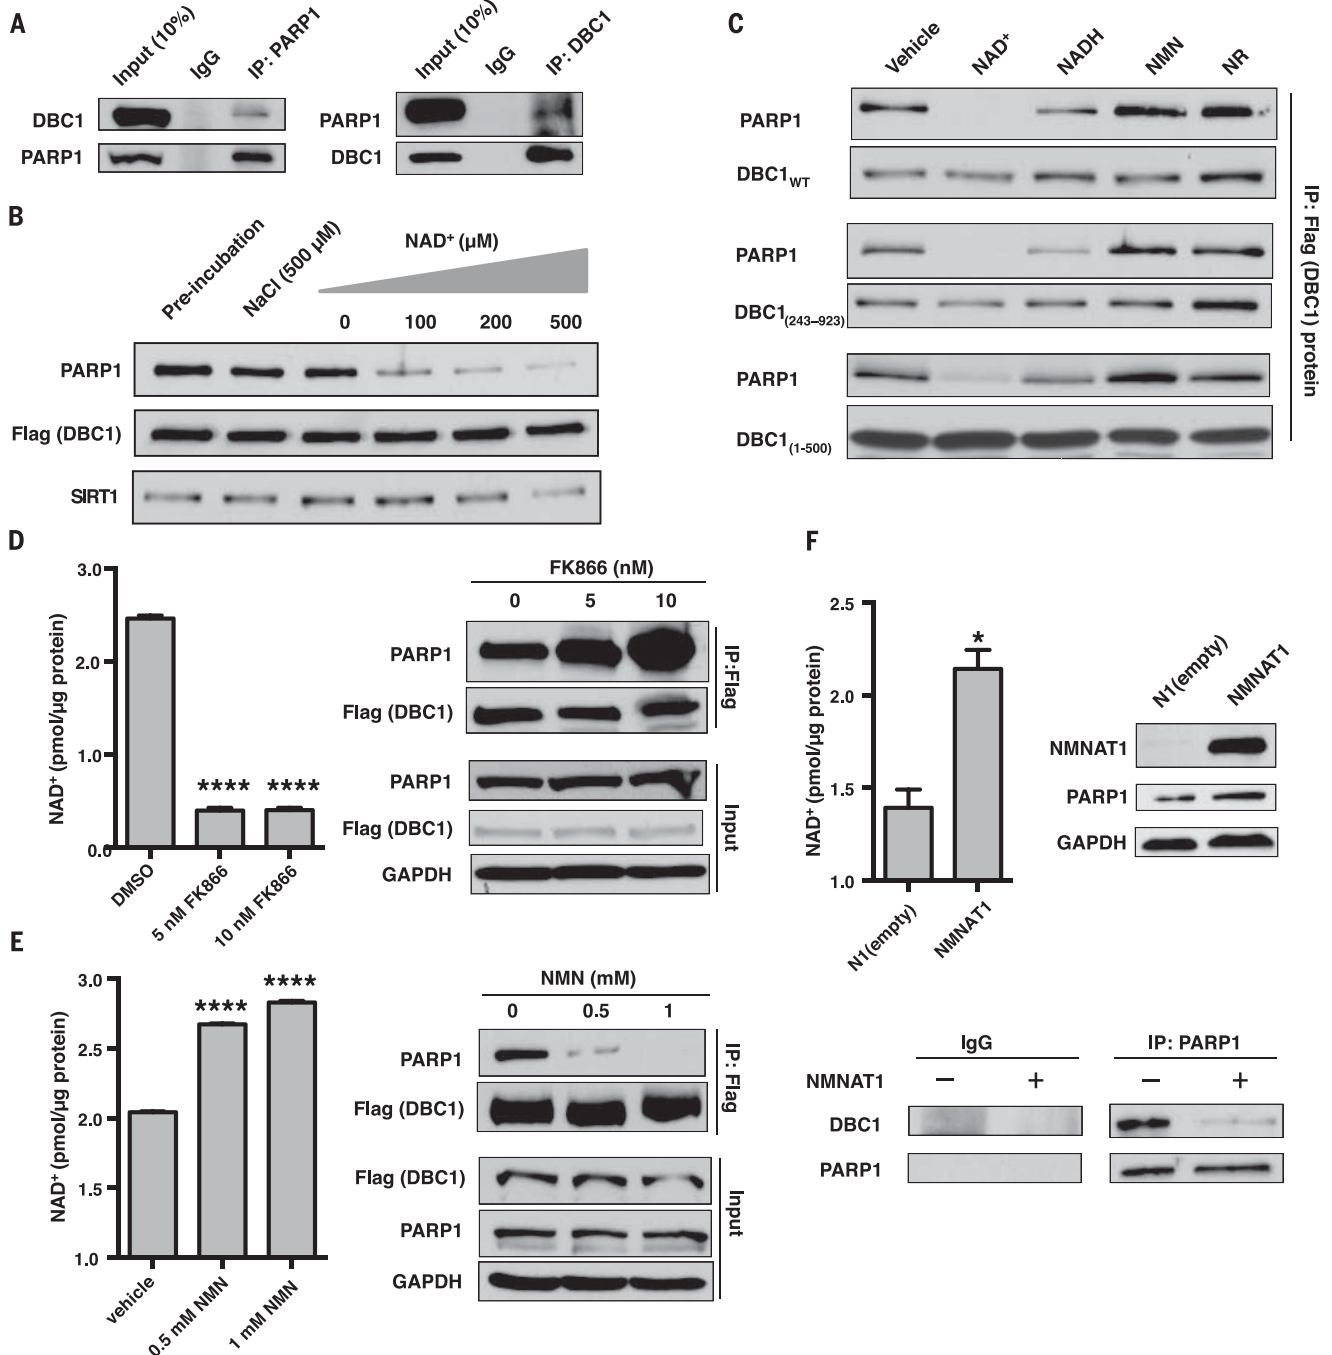 A
Input (10%)
IgG
IP: PARP1
DBC1
PARP1
Input (10%)
IgG
IP: DBC1
PARP1
DBC1
B
Pre-incubation
NaCl (500 µM)
NAD+ (µM)
0 100 200 500
PARP1
Flag (DBC1)
SIRT1
C
Vehicle
NAD+
NADH
NMN
NR
PARP1
DBC1WT
PARP1
DBC1(243–923)
PARP1
DBC1(1-500)
IP: Flag (DBC1) protein
D
NAD+ (pmol/µg protein)
3.0
2.0
1.0
0.0
**** ****
DMSO
5 nM FK866
10 nM FK866
FK866 (nM)
0 5 10
PARP1
Flag (DBC1)
IP:Flag
PARP1
Flag (DBC1)
GAPDH
Input
E
NAD+ (pmol/µg protein)
3.0
2.5
2.0
1.5
1.0
****
****
vehicle
0.5 mM NMN
1 mM NMN
NMN (mM)
0 0.5 1
PARP1
Flag (DBC1)
IP: Flag
Flag (DBC1)
PARP1
GAPDH
Input
F
NAD+ (pmol/µg protein)
2.5
2.0
1.5
1.0
*
N1(empty)
NMNAT1
N1(empty)
NMNAT1
NMNAT1
PARP1
GAPDH
IgG IP: PARP1
NMNAT1 − + − +
DBC1
PARP1